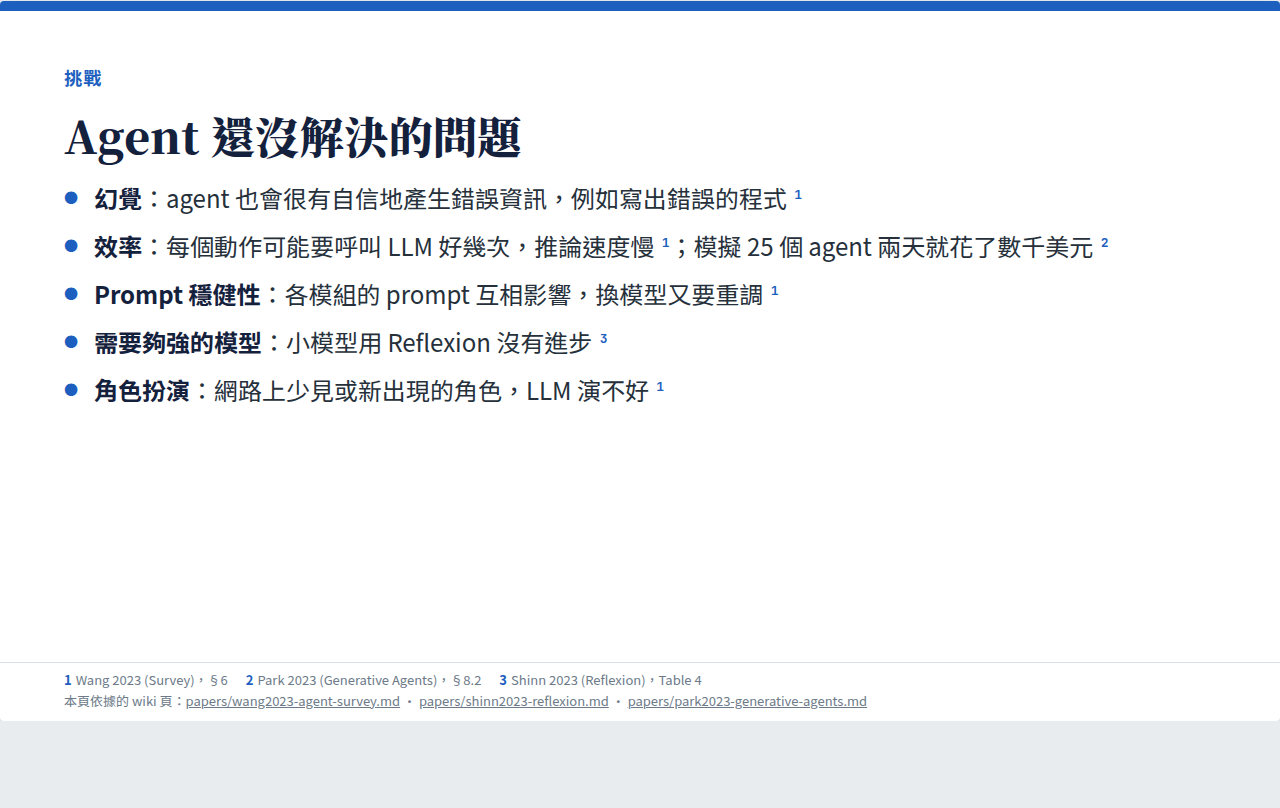 挑戰
Agent 還沒解決的問題
● 幻覺：agent 也會很有自信地產生錯誤資訊，例如寫出錯誤的程式 1
● 效率：每個動作可能要呼叫 LLM 好幾次，推論速度慢 1；模擬 25 個 agent 兩天就花了數千美元 2
● Prompt 穩健性：各模組的 prompt 互相影響，換模型又要重調 1
● 需要夠強的模型：小模型用 Reflexion 沒有進步 3
● 角色扮演：網路上少見或新出現的角色，LLM 演不好 1
1 Wang 2023 (Survey)，§6 2 Park 2023 (Generative Agents)，§8.2 3 Shinn 2023 (Reflexion)，Table 4
本頁依據的 wiki 頁：papers/wang2023-agent-survey.md · papers/shinn2023-reflexion.md · papers/park2023-generative-agents.md